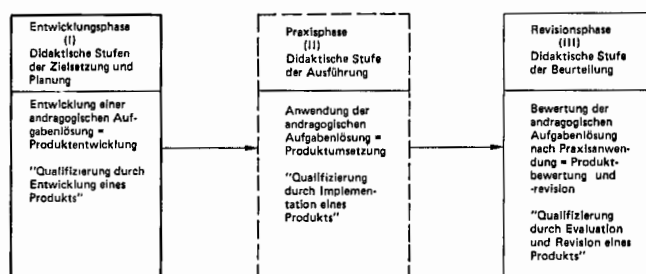 Entwicklungsphase
(I)
Didaktische Stufen
der Zielsetzung und
Planung
Entwicklung einer
andragogischen Auf-
gabenlösung =
Produktentwicklung
"Qualifizierung durch
Entwicklung eines
Produkts"
Praxisphase
(II)
Didaktische Stufe
der Ausführung
Anwendung der
andragogischen
Aufgabenlösung =
Produktumsetzung
"Qualifizierung
durch Implemen-
tation eines
Produkts"
Revisionsphase
(III)
Didaktische Stufe
der Beurteilung
Bewertung der
andragogischen
Aufgabenlösung
nach Praxisanwen-
dung = Produkt-
bewertung und
-revision
"Qualifizierung
durch Evaluation
und Revision eines
Produkts"